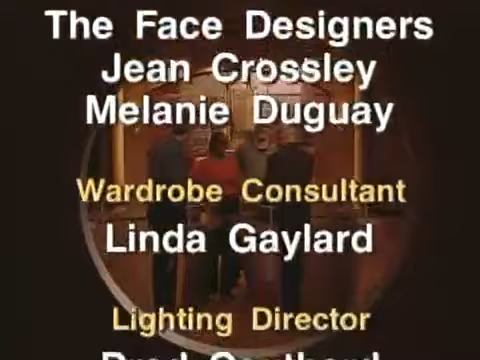 The Face Designers
Jean Crossley
Melanie Duguay
Wardrobe Consultant
Linda Gaylard
Lighting Director